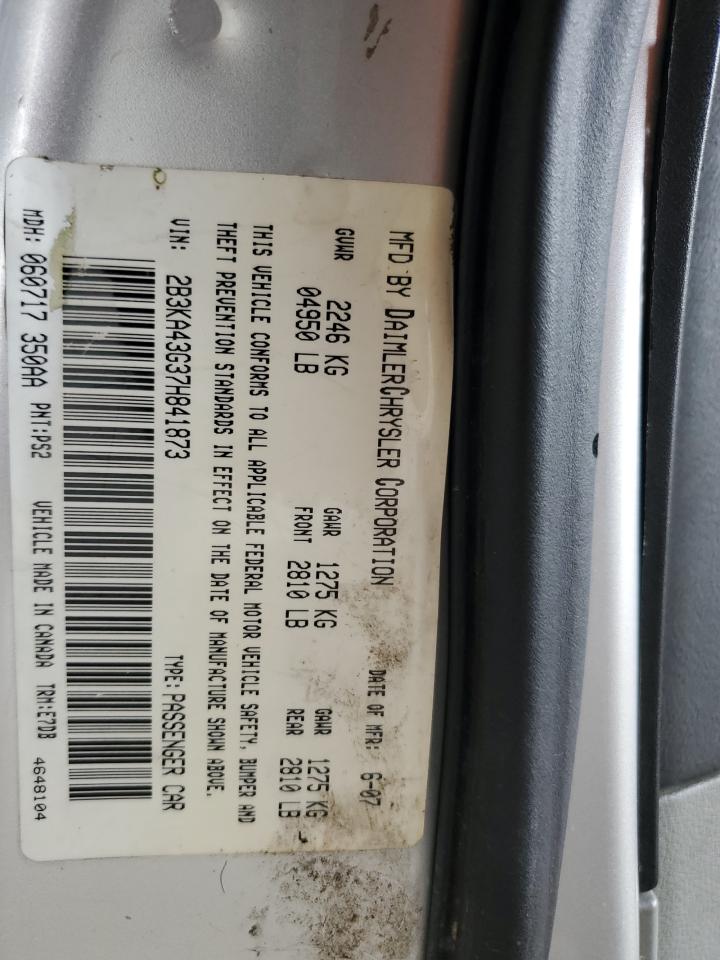 MFD BY DAIMLERCHRYSLER CORPORATION DATE OF MFR: 6-07
GVWR 2246 KG GAWR 1275 KG GAWR 1275 KG
04950 LB FRONT 2810 LB REAR 2810 LB
THIS VEHICLE CONFORMS TO ALL APPLICABLE FEDERAL MOTOR VEHICLE SAFETY, BUMPER AND
THEFT PREVENTION STANDARDS IN EFFECT ON THE DATE OF MANUFACTURE SHOWN ABOVE.
VIN: 2B3KA43G37H841873 TYPE: PASSENGER CAR
MDH: 060717 350AA PNT:PS2 VEHICLE MADE IN CANADA TRM:E7DB 4648104